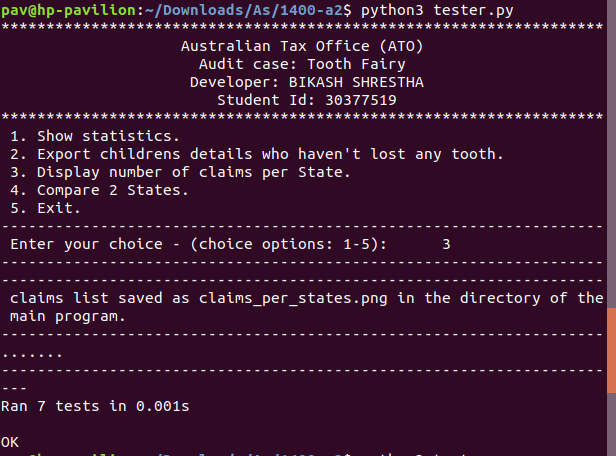 pav@hp-pavilion:~/Downloads/As/1400-a2$ python3 tester.py
*******************************************************************
Australian Tax Office (ATO)
Audit case: Tooth Fairy
Developer: BIKASH SHRESTHA
Student Id: 30377519
*******************************************************************
1. Show statistics.
2. Export childrens details who haven't lost any tooth.
3. Display number of claims per State.
4. Compare 2 States.
5. Exit.
-------------------------------------------------------------------
Enter your choice - (choice options: 1-5):      3
-------------------------------------------------------------------
-------------------------------------------------------------------
claims list saved as claims_per_states.png in the directory of the
main program.
-------------------------------------------------------------------
.......
-------------------------------------------------------------------
---
Ran 7 tests in 0.001s
OK